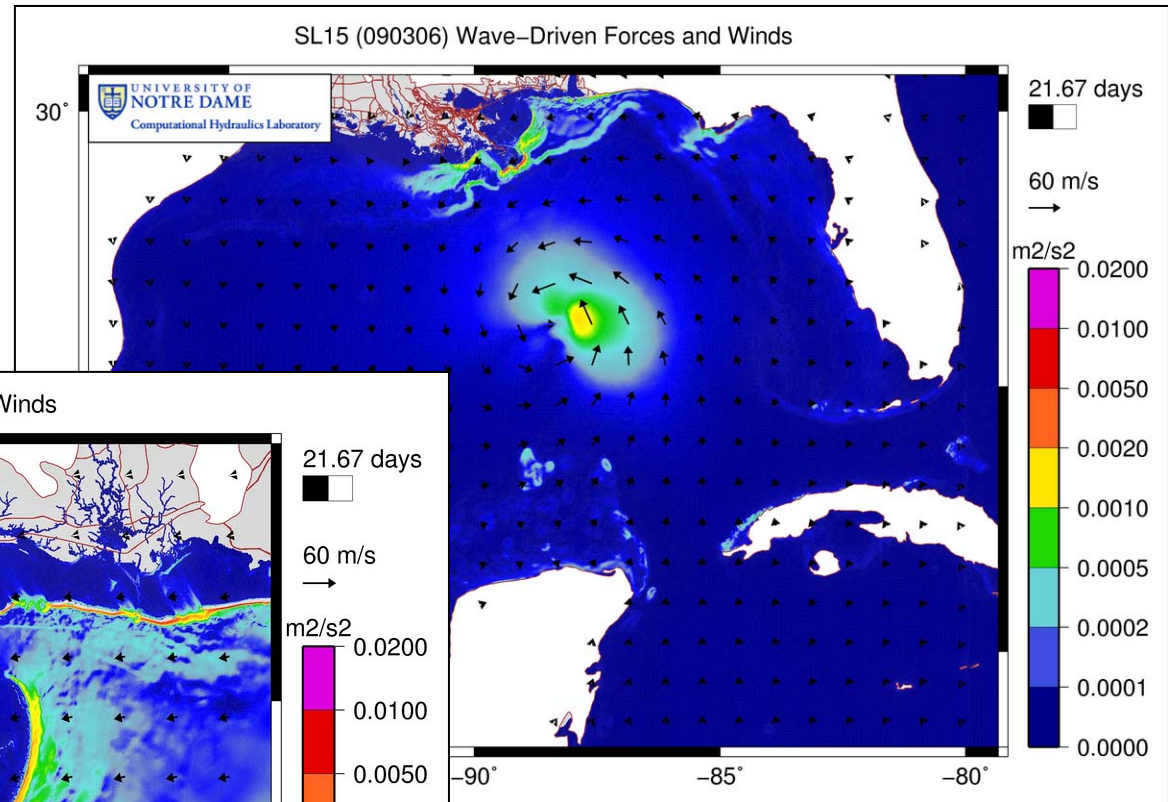 SL15 (090306) Wave−Driven Forces and Winds
UNIVERSITY OF
NOTRE DAME
Computational Hydraulics Laboratory
30°
21.67 days
60 m/s
m2/s2
0.0200
0.0100
0.0050
0.0020
0.0010
0.0005
0.0002
0.0001
0.0000
−90°
−85°
−80°
Winds
21.67 days
60 m/s
m2/s2
0.0200
0.0100
0.0050